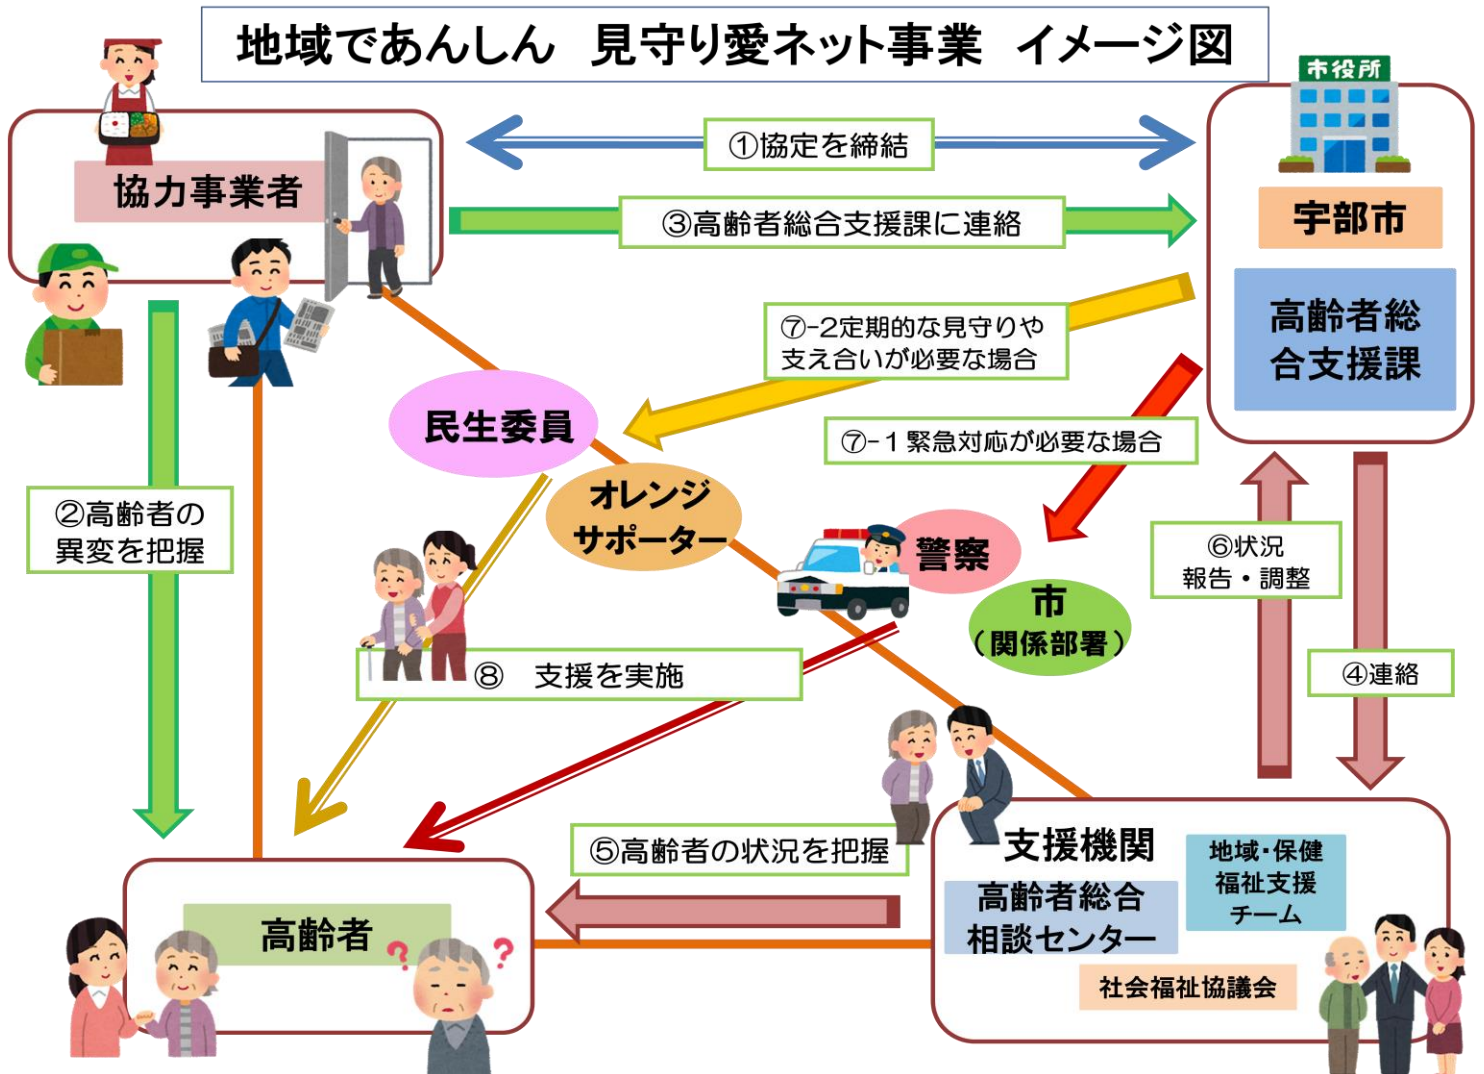 地域であんしん 見守り愛ネット事業 イメージ図
市役所
①協定を締結
協力事業者
③高齢者総合支援課に連絡
宇部市
高齢者総
合支援課
⑦-2定期的な見守りや
支え合いが必要な場合
民生委員
⑦-1緊急対応が必要な場合
オレンジ
サポーター
②高齢者の
異変を把握
警察
⑥状況
報告・調整
市
(関係部署)
⑧ 支援を実施
④連絡
⑤高齢者の状況を把握
支援機関
地域・保健
福祉支援
チーム
高齢者総合
相談センター
高齢者
? ?
社会福祉協議会